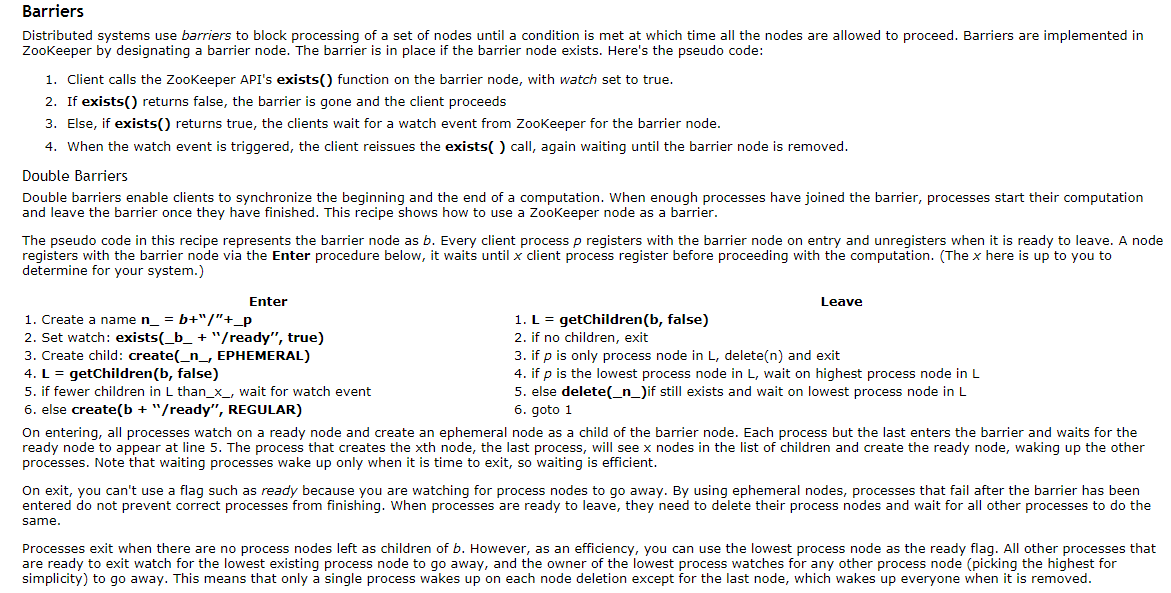 Barriers
Distributed systems use barriers to block processing of a set of nodes until a condition is met at which time all the nodes are allowed to proceed. Barriers are implemented in
ZooKeeper by designating a barrier node. The barrier is in place if the barrier node exists. Here's the pseudo code:
1. Client calls the ZooKeeper API's exists() function on the barrier node, with watch set to true.
2. If exists() returns false, the barrier is gone and the client proceeds
3. Else, if exists() returns true, the clients wait for a watch event from ZooKeeper for the barrier node.
4. When the watch event is triggered, the client reissues the exists( ) call, again waiting until the barrier node is removed.
Double Barriers
Double barriers enable clients to synchronize the beginning and the end of a computation. When enough processes have joined the barrier, processes start their computation
and leave the barrier once they have finished. This recipe shows how to use a ZooKeeper node as a barrier.
The pseudo code in this recipe represents the barrier node as b. Every client process p registers with the barrier node on entry and unregisters when it is ready to leave. A node
registers with the barrier node via the Enter procedure below, it waits until x client process register before proceeding with the computation. (The x here is up to you to
determine for your system.)
Enter
1. Create a name n_ = b+“/”+_p
2. Set watch: exists(_b_ + ‘‘/ready’’, true)
3. Create child: create(_n_, EPHEMERAL)
4. L = getChildren(b, false)
5. if fewer children in L than_x_, wait for watch event
6. else create(b + ‘‘/ready’’, REGULAR)
Leave
1. L = getChildren(b, false)
2. if no children, exit
3. if p is only process node in L, delete(n) and exit
4. if p is the lowest process node in L, wait on highest process node in L
5. else delete(_n_)if still exists and wait on lowest process node in L
6. goto 1
On entering, all processes watch on a ready node and create an ephemeral node as a child of the barrier node. Each process but the last enters the barrier and waits for the
ready node to appear at line 5. The process that creates the xth node, the last process, will see x nodes in the list of children and create the ready node, waking up the other
processes. Note that waiting processes wake up only when it is time to exit, so waiting is efficient.
On exit, you can't use a flag such as ready because you are watching for process nodes to go away. By using ephemeral nodes, processes that fail after the barrier has been
entered do not prevent correct processes from finishing. When processes are ready to leave, they need to delete their process nodes and wait for all other processes to do the
same.
Processes exit when there are no process nodes left as children of b. However, as an efficiency, you can use the lowest process node as the ready flag. All other processes that
are ready to exit watch for the lowest existing process node to go away, and the owner of the lowest process watches for any other process node (picking the highest for
simplicity) to go away. This means that only a single process wakes up on each node deletion except for the last node, which wakes up everyone when it is removed.